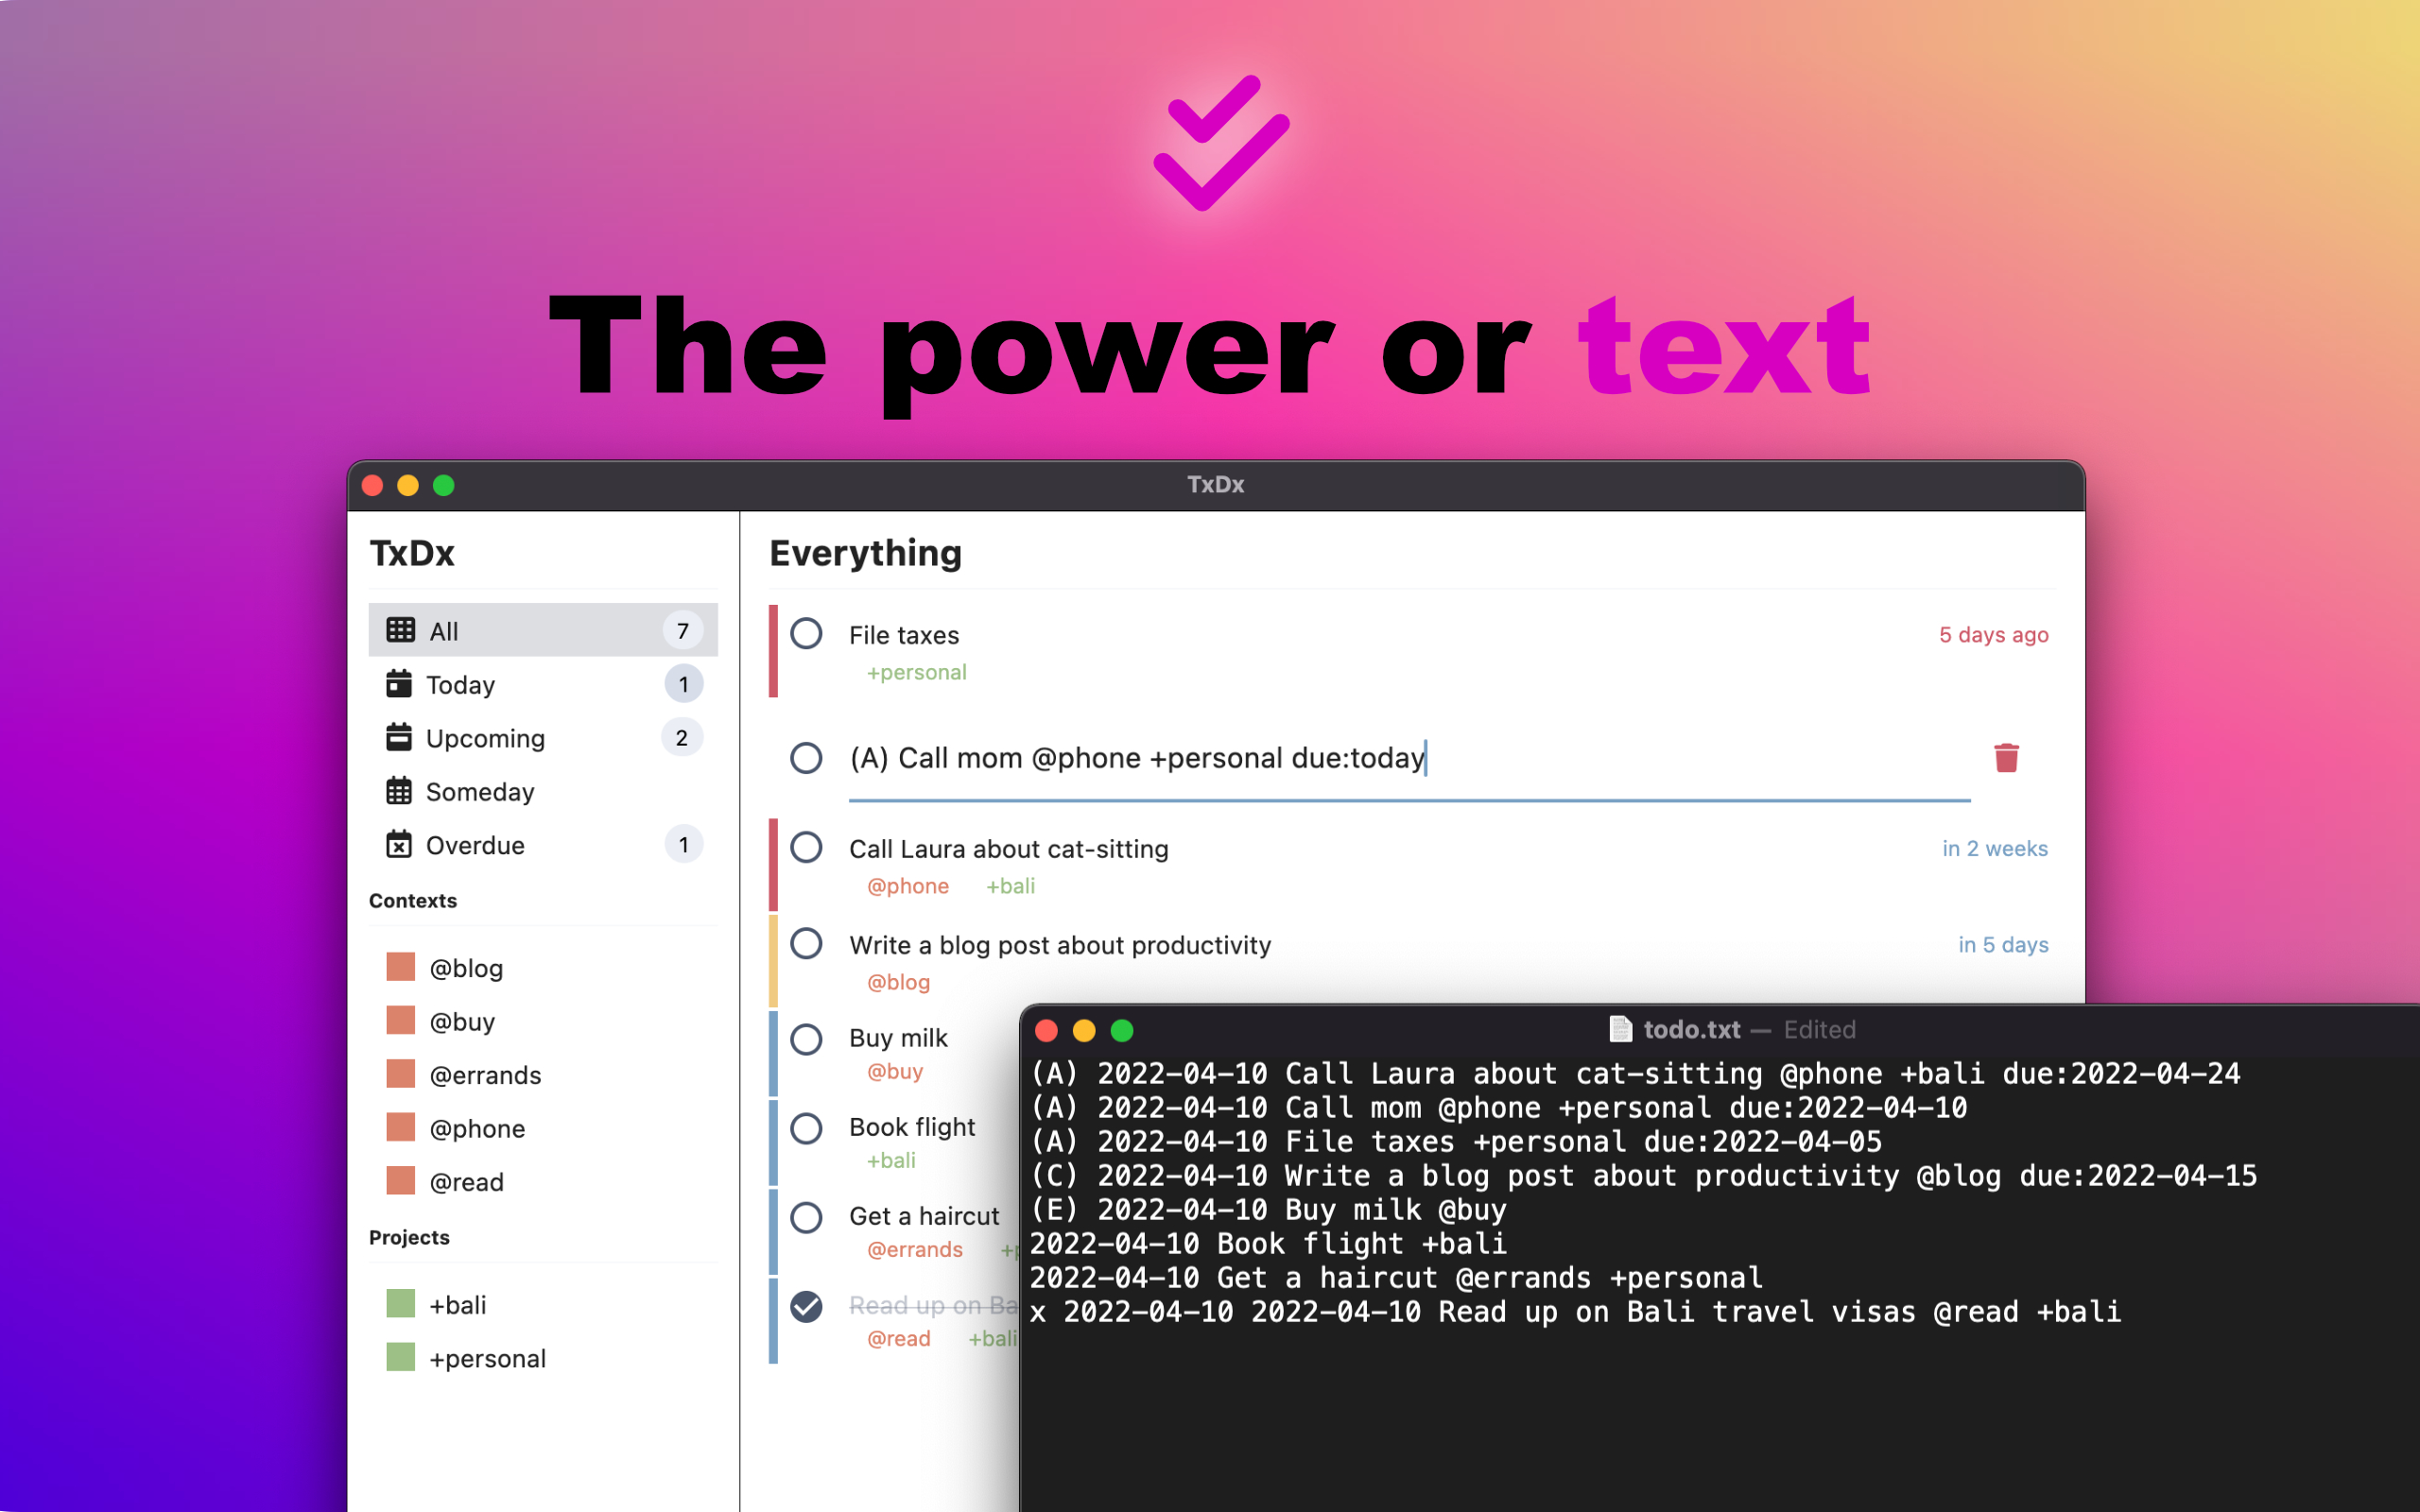 The power or text
TxDx
TxDx
All 7
Today 1
Upcoming 2
Someday
Overdue 1
Contexts
@blog
@buy
@errands
@phone
@read
Projects
+bali
+personal
Everything
File taxes 5 days ago
+personal
(A) Call mom @phone +personal due:today
Call Laura about cat-sitting in 2 weeks
@phone +bali
Write a blog post about productivity in 5 days
@blog
Buy milk
@buy
Book flight
+bali
Get a haircut
@errands
Read up on Ba
@read +bali
todo.txt — Edited
(A) 2022-04-10 Call Laura about cat-sitting @phone +bali due:2022-04-24
(A) 2022-04-10 Call mom @phone +personal due:2022-04-10
(A) 2022-04-10 File taxes +personal due:2022-04-05
(C) 2022-04-10 Write a blog post about productivity @blog due:2022-04-15
(E) 2022-04-10 Buy milk @buy
2022-04-10 Book flight +bali
2022-04-10 Get a haircut @errands +personal
x 2022-04-10 2022-04-10 Read up on Bali travel visas @read +bali